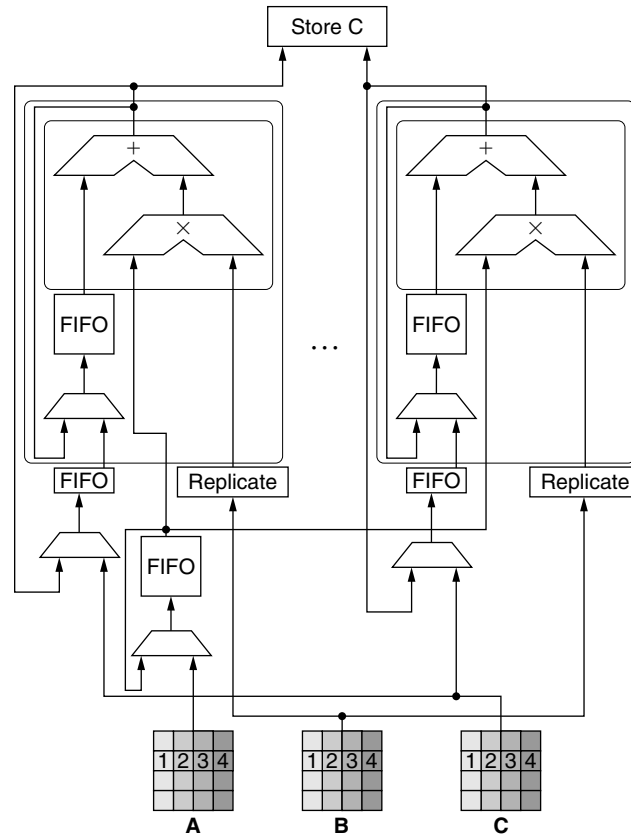 Store C
+ +
× ×
FIFO FIFO
...
FIFO Replicate FIFO Replicate
FIFO
1 2 3 4 1 2 3 4 1 2 3 4
A B C